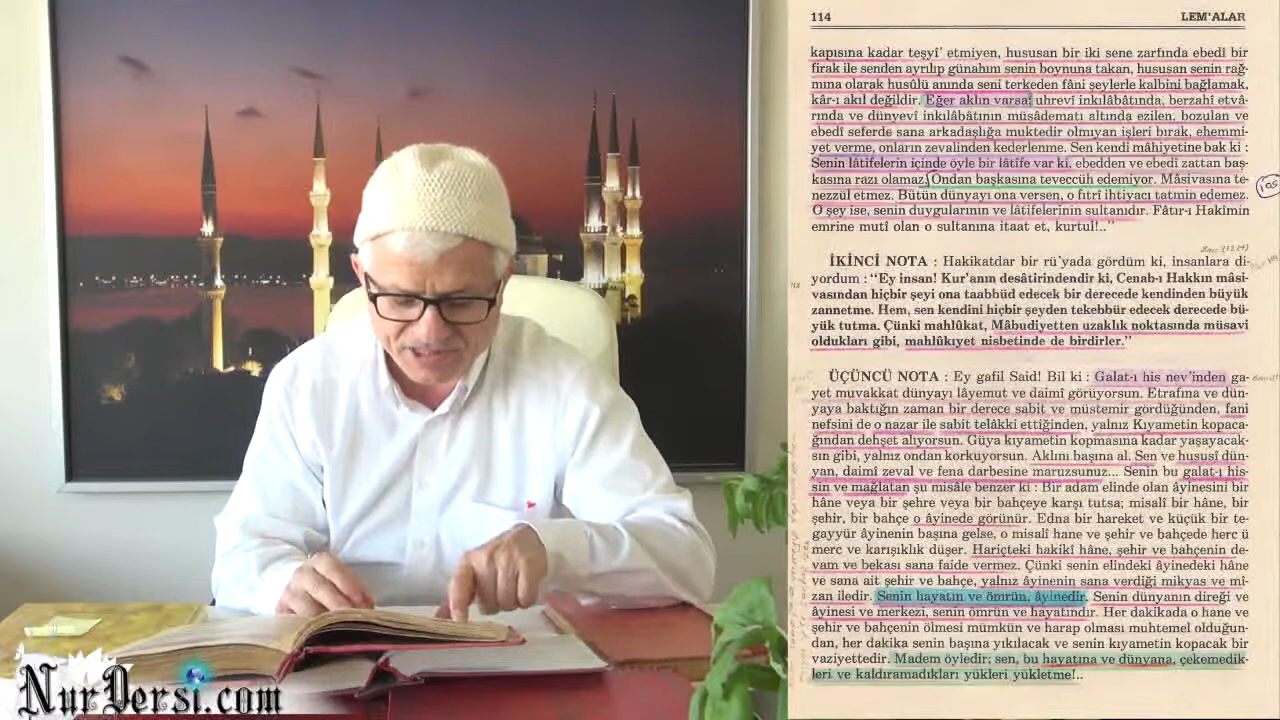 114
LEM'ALAR
kapısına kadar teşyi' etmiyen, hususan bir iki sene zarfında ebedî bir
firak ile senden ayrılıp günahını senin boynuna takan, hususan senin rağ-
mına olarak husûlü anında seni terkeden fâni şeylerle kalbini bağlamak,
kâr-ı akıl değildir. Eğer aklın varsa; uhrevî inkılâbâtında, berzahî etvâ-
rında ve dünyevî inkılâbâtının müsâdematı altında ezilen, bozulan ve
ebedî seferde sana arkadaşlığa muktedir olmıyan işleri bırak, ehemmi-
yet verme, onların zevalinden kederlenme. Sen kendi mâhiyetine bak ki :
Senin lâtifelerin içinde öyle bir lâtife var ki, ebedden ve ebedî zattan baş-
kasına razı olamaz. Ondan başkasına teveccüh edemiyor. Mâsivasına te-
nezzül etmez. Bütün dünyayı ona versen, o fıtrî ihtiyacı tatmin edemez.
O şey ise, senin duygularının ve lâtifelerinin sultanıdır. Fâtır-ı Hakîmin
emrine mutî olan o sultanına itaat et, kurtul!.."
İKİNCİ NOTA : Hakikatdar bir rü'yada gördüm ki, insanlara di-
yordum : "Ey insan! Kur'anın desâtirindendir ki, Cenab-ı Hakkın mâsi-
vasından hiçbir şeyi ona taabbüd edecek bir derecede kendinden büyük
zannetme. Hem, sen kendini hiçbir şeyden tekebbür edecek derecede bü-
yük tutma. Çünki mahlûkat, Mâbudiyetten uzaklık noktasında müsavi
oldukları gibi, mahlûkıyet nisbetinde de birdirler."
ÜÇÜNCÜ NOTA : Ey gafil Said! Bil ki : Galat-ı his nev'inden ga-
yet muvakkat dünyayı lâyemut ve daimî görüyorsun. Etrafına ve dün-
yaya baktığın zaman bir derece sabit ve müstemir gördüğünden, fani
nefsini de o nazar ile sabit telâkki ettiğinden, yalnız Kıyametin kopaca-
ğından dehşet alıyorsun. Güya kıyametin kopmasına kadar yaşayacak-
sın gibi, yalnız ondan korkuyorsun. Aklını başına al. Sen ve hususî dün-
yan, daimî zeval ve fena darbesine maruzsunuz... Senin bu galat-ı his-
sin ve mağlatan şu misâle benzer ki : Bir adam elinde olan âyinesini bir
hâne veya bir şehre veya bir bahçeye karşı tutsa; misalî bir hâne, bir
şehir, bir bahçe o âyinede görünür. Edna bir hareket ve küçük bir te-
gayyür âyinenin başına gelse, o misalî hane ve şehir ve bahçede herc ü
merc ve karışıklık düşer. Hariçteki hakikî hâne, şehir ve bahçenin de-
vam ve bekası sana faide vermez. Çünki senin elindeki âyinedeki hâne
ve sana ait şehir ve bahçe, yalnız âyinenin sana verdiği mikyas ve mî-
zan iledir. Senin hayatın ve ömrün, âyinedir. Senin dünyanın direği ve
âyinesi ve merkezi, senin ömrün ve hayatındır. Her dakikada o hane ve
şehir ve bahçenin ölmesi mümkün ve harap olması muhtemel olduğun-
dan, her dakika senin başına yıkılacak ve senin kıyametin kopacak bir
vaziyettedir. Madem öyledir; sen, bu hayatına ve dünyana, çekemedik-
leri ve kaldıramadıkları yükleri yükletme!..
NurDersi.com